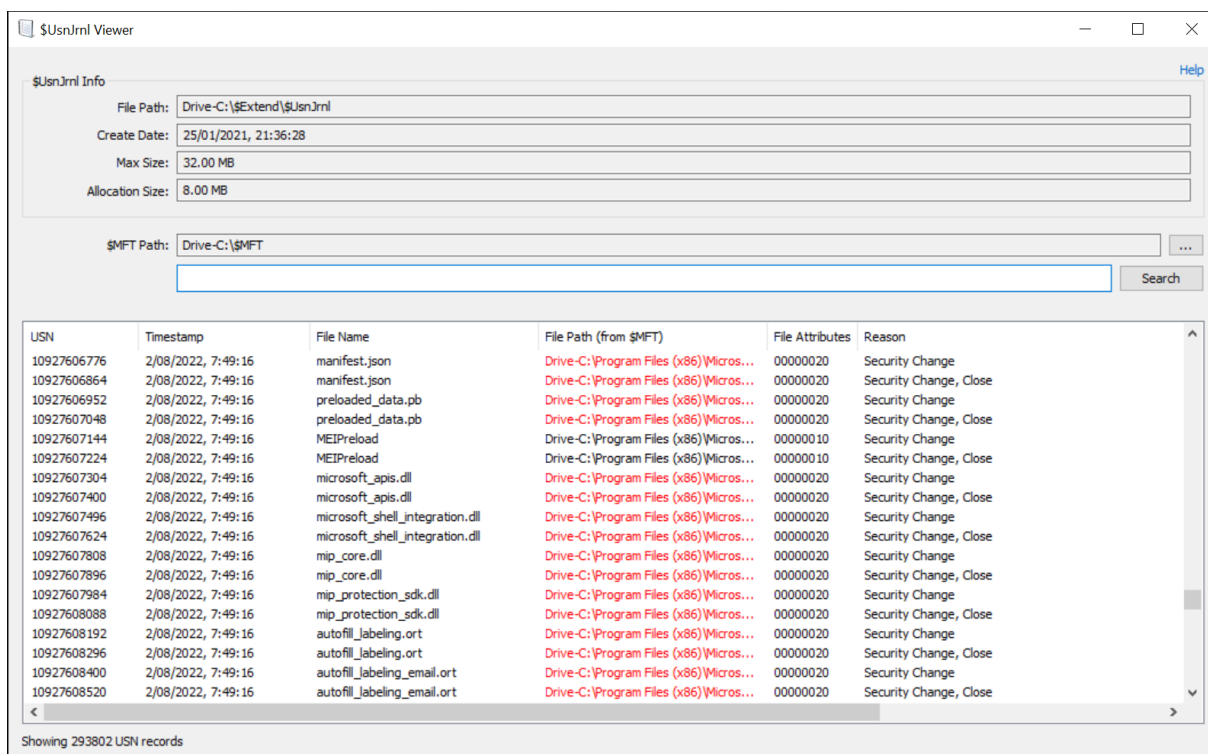 $UsnJrnl Viewer
Help
$UsnJrnl Info
File Path: Drive-C:\$Extend\$UsnJrnl
Create Date: 25/01/2021, 21:36:28
Max Size: 32.00 MB
Allocation Size: 8.00 MB
$MFT Path: Drive-C:\$MFT ...
Search
USN Timestamp File Name File Path (from $MFT) File Attributes Reason
10927606776 2/08/2022, 7:49:16 manifest.json Drive-C:\Program Files (x86)\Micros... 00000020 Security Change
10927606864 2/08/2022, 7:49:16 manifest.json Drive-C:\Program Files (x86)\Micros... 00000020 Security Change, Close
10927606952 2/08/2022, 7:49:16 preloaded_data.pb Drive-C:\Program Files (x86)\Micros... 00000020 Security Change
10927607048 2/08/2022, 7:49:16 preloaded_data.pb Drive-C:\Program Files (x86)\Micros... 00000020 Security Change, Close
10927607144 2/08/2022, 7:49:16 MEIPreload Drive-C:\Program Files (x86)\Micros... 00000010 Security Change
10927607224 2/08/2022, 7:49:16 MEIPreload Drive-C:\Program Files (x86)\Micros... 00000010 Security Change, Close
10927607304 2/08/2022, 7:49:16 microsoft_apis.dll Drive-C:\Program Files (x86)\Micros... 00000020 Security Change
10927607400 2/08/2022, 7:49:16 microsoft_apis.dll Drive-C:\Program Files (x86)\Micros... 00000020 Security Change, Close
10927607496 2/08/2022, 7:49:16 microsoft_shell_integration.dll Drive-C:\Program Files (x86)\Micros... 00000020 Security Change
10927607624 2/08/2022, 7:49:16 microsoft_shell_integration.dll Drive-C:\Program Files (x86)\Micros... 00000020 Security Change, Close
10927607808 2/08/2022, 7:49:16 mip_core.dll Drive-C:\Program Files (x86)\Micros... 00000020 Security Change
10927607896 2/08/2022, 7:49:16 mip_core.dll Drive-C:\Program Files (x86)\Micros... 00000020 Security Change, Close
10927607984 2/08/2022, 7:49:16 mip_protection_sdk.dll Drive-C:\Program Files (x86)\Micros... 00000020 Security Change
10927608088 2/08/2022, 7:49:16 mip_protection_sdk.dll Drive-C:\Program Files (x86)\Micros... 00000020 Security Change, Close
10927608192 2/08/2022, 7:49:16 autofill_labeling.ort Drive-C:\Program Files (x86)\Micros... 00000020 Security Change
10927608296 2/08/2022, 7:49:16 autofill_labeling.ort Drive-C:\Program Files (x86)\Micros... 00000020 Security Change, Close
10927608400 2/08/2022, 7:49:16 autofill_labeling_email.ort Drive-C:\Program Files (x86)\Micros... 00000020 Security Change
10927608520 2/08/2022, 7:49:16 autofill_labeling_email.ort Drive-C:\Program Files (x86)\Micros... 00000020 Security Change, Close
Showing 293802 USN records